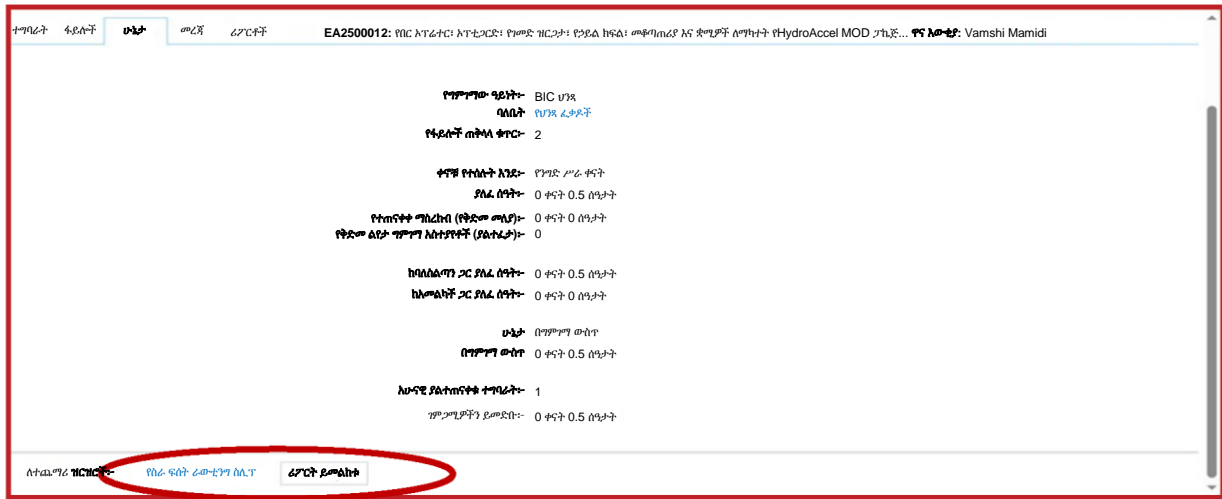 ተግባራት ፋይሎች ሁኔታ መረጃ ሪፖርቶች EA2500012: የበር ኦፕሬተር፡ ኦፕቲጋርድ፡ የገመድ ዝርጋታ፡ የኃይል ክፍል፡ መቆጣጠሪያ እና ቋሚዎች ለማካተት የHydroAccel MOD ፓኬጅ... ዋና እውቂያ: Vamshi Mamidi
የግምገማው ዓይነት፦ BIC ህንጻ
ባለቤት የህንጻ ፈቃዶች
የፋይሎች ጠቅላላ ቁጥር፦ 2
ቀኖቹ የተሰሉት እንደ፦ የንግድ ሥራ ቀናት
ያለፈ ሰዓት፦ 0 ቀናት 0.5 ሰዓታት
የተጠናቀቀ ማስረከብ (የቅድመ መለያ)፦ 0 ቀናት 0 ሰዓታት
የቅድመ ልየታ ግምገማ አስተያየቶች (ያልተፈታ)፦ 0
ከባለስልጣን ጋር ያለፈ ሰዓት፦ 0 ቀናት 0.5 ሰዓታት
ከአመልካች ጋር ያለፈ ሰዓት፦ 0 ቀናት 0 ሰዓታት
ሁኔታ በግምገማ ውስጥ
በግምገማ ውስጥ 0 ቀናት 0.5 ሰዓታት
አሁናዊ ያልተጠናቀቁ ተግባራት፦ 1
ገምጋሚዎችን ይመድቡ፦ 0 ቀናት 0.5 ሰዓታት
ለተጨማሪ ዝርዝሮች፦ የስራ ፍሰት ራውቲንግ ስሊፕ ሪፖርት ይመልከቱ